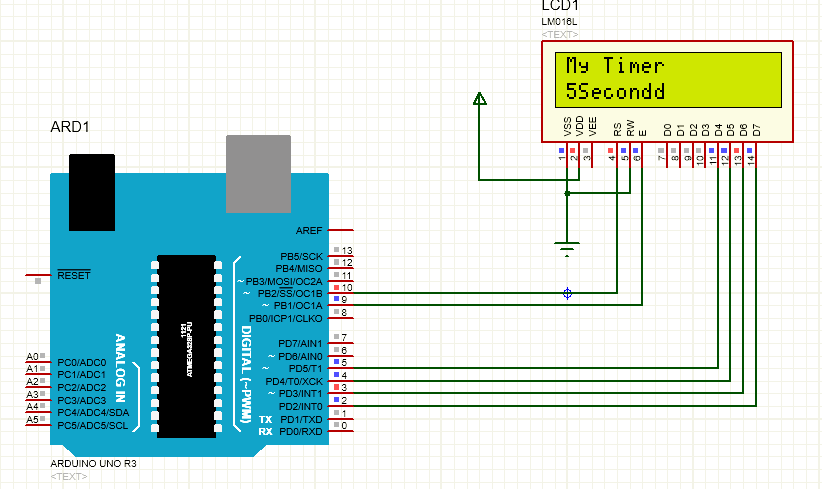 LCD1
LM016L
<TEXT>
My Timer
5Secondd
VSS
VDD
VEE
RS
RW
E
D0
D1
D2
D3
D4
D5
D6
D7
1
2
3
4
5
6
7
8
9
10
11
12
13
14
ARD1
AREF
PB5/SCK 13
PB4/MISO 12
~ PB3/MOSI/OC2A 11
~ PB2/SS/OC1B 10
~ PB1/OC1A 9
PB0/ICP1/CLKO 8
PD7/AIN1 7
~ PD6/AIN0 6
~ PD5/T1 5
PD4/T0/XCK 4
~ PD3/INT1 3
PD2/INT0 2
TX PD1/TXD 1
RX PD0/RXD 0
DIGITAL (~PWM)
1121
ATMEGA328P-PU
ANALOG IN
RESET
A0 PC0/ADC0
A1 PC1/ADC1
A2 PC2/ADC2
A3 PC3/ADC3
A4 PC4/ADC4/SDA
A5 PC5/ADC5/SCL
ARDUINO UNO R3
<TEXT>